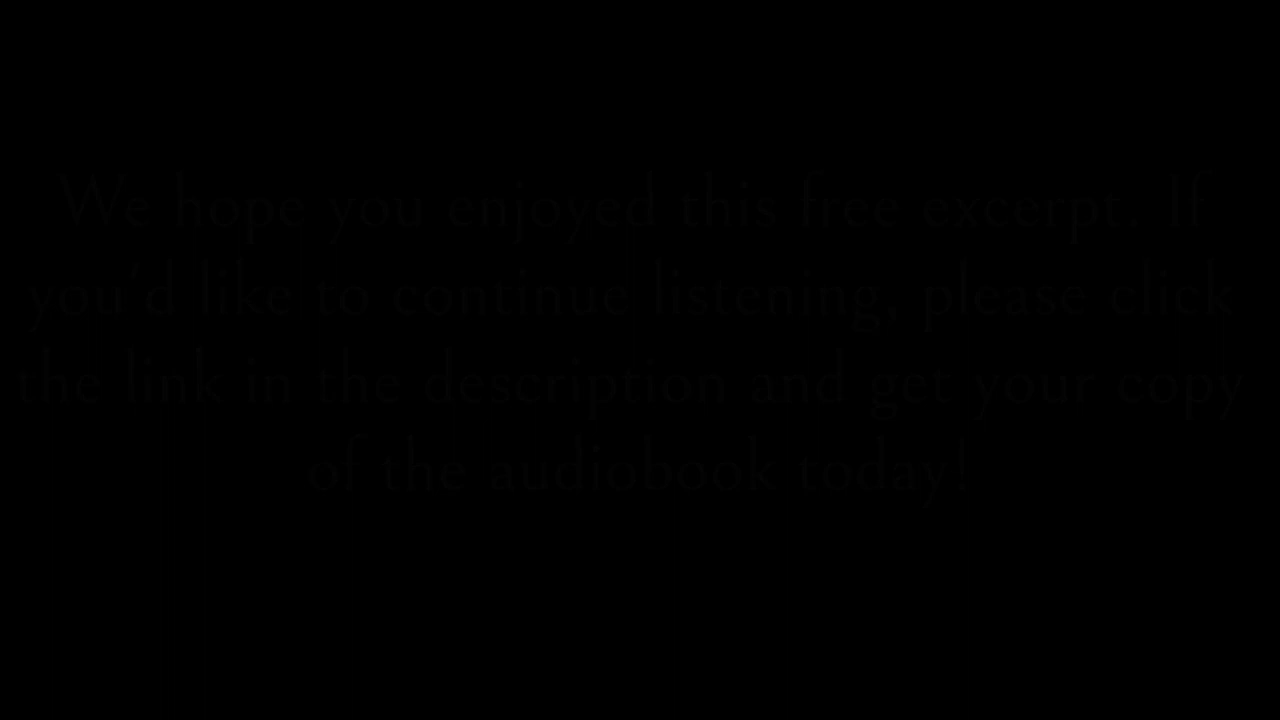 We hope you enjoyed this free excerpt. If
you'd like to continue listening, please click
the link in the description and get your copy
of the audiobook today!